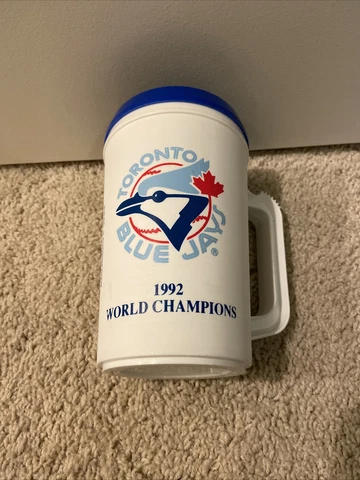 TORONTO
BLUE JAYS®
1992
WORLD CHAMPIONS